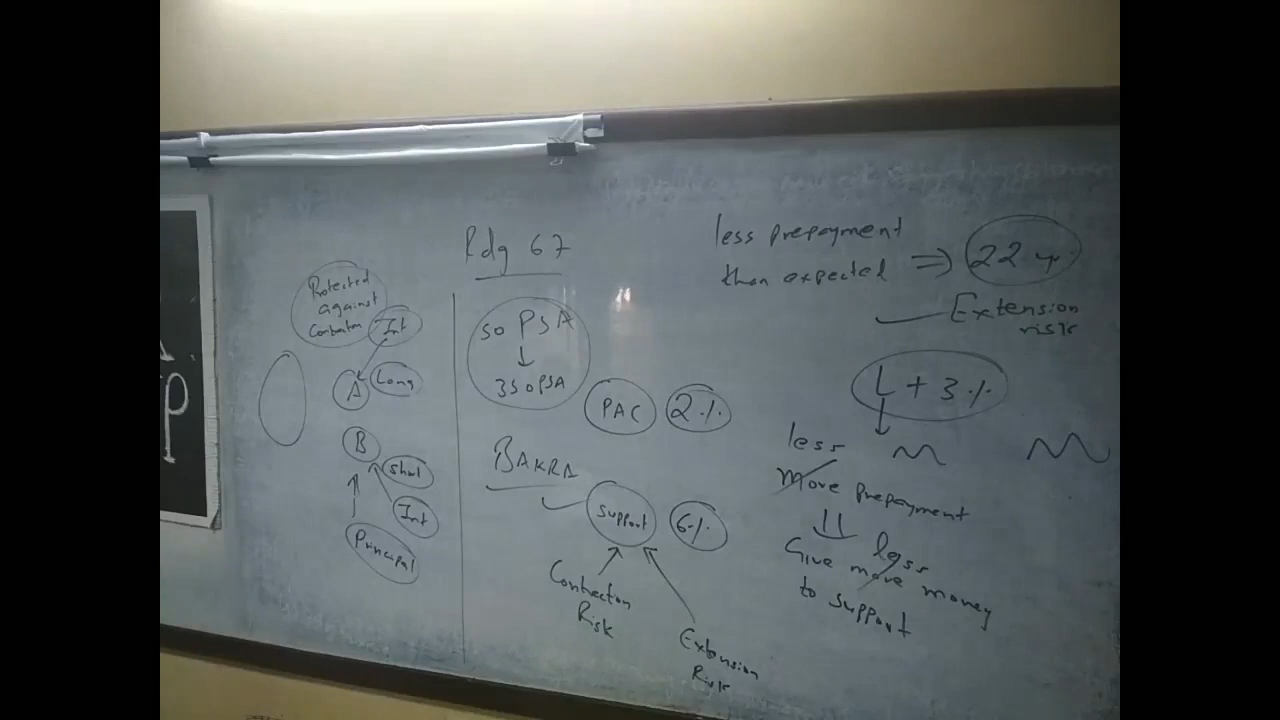 Rdg 67
Protected
against
Contraction
Int
A
Long
B
Short
Int
Principal
50 PSA
350 PSA
PAC
2%
BAKRA
Support
6%
Contraction
Risk
Extension
Risk
less prepayment
than expected ⇒ 22 yr.
Extension
risk
L + 3%
less
More prepayment
less
Give more money
to support
P